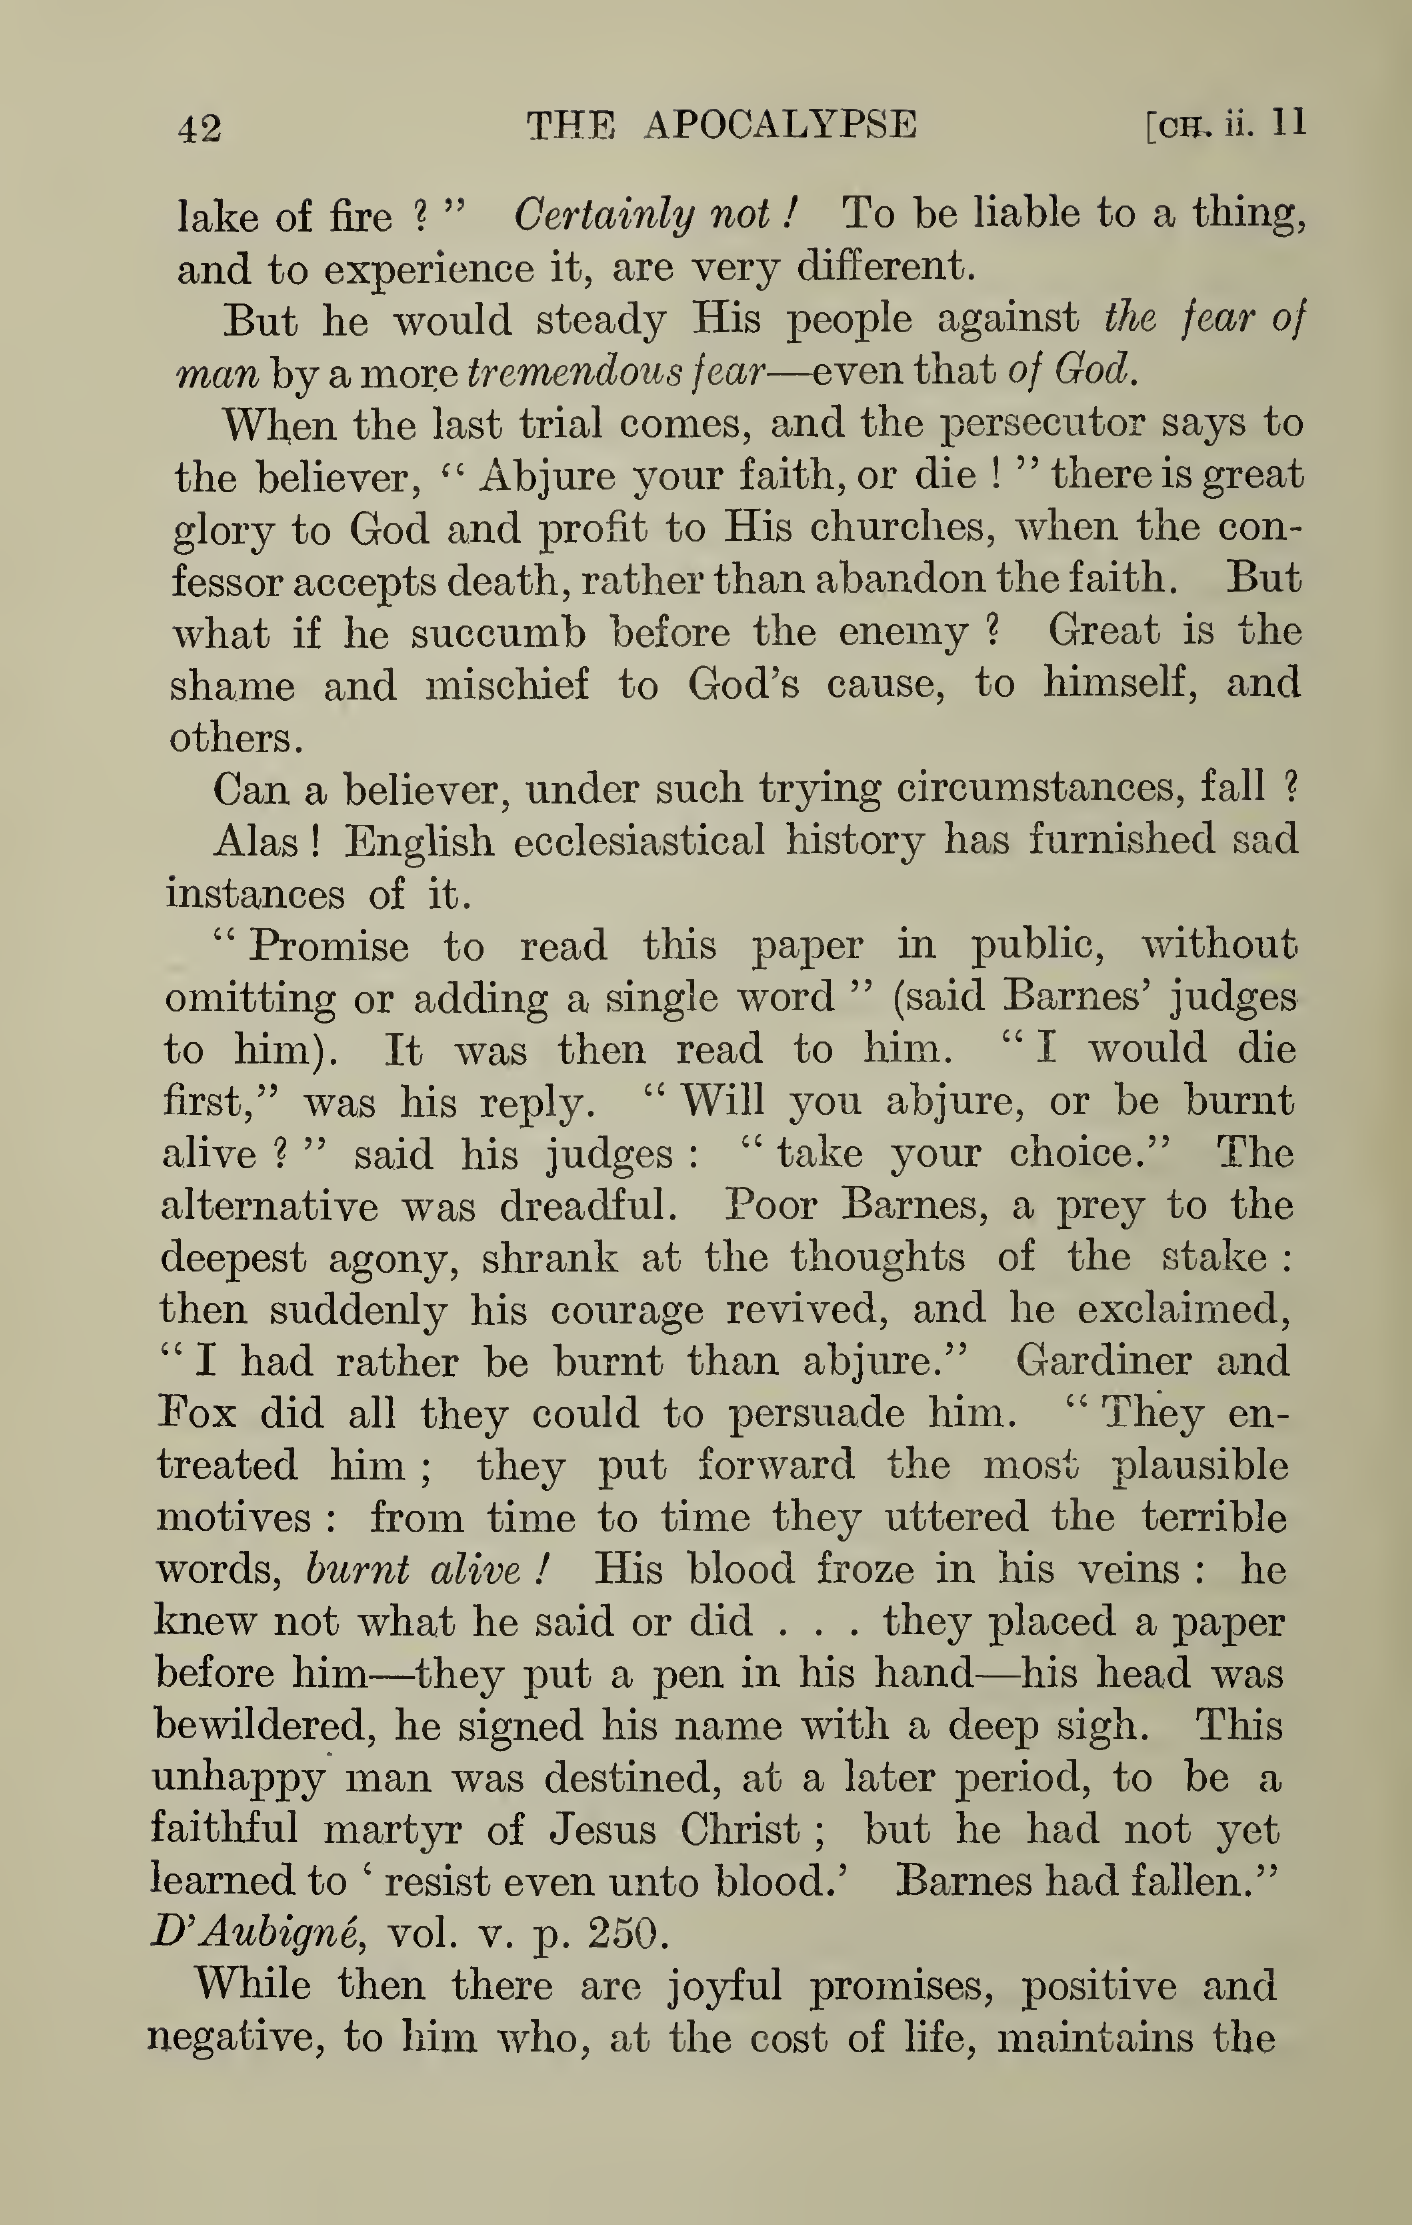 42 THE APOCALYPSE [CH. ii. 11
lake of fire ? " Certainly not ! To be liable to a thing,
and to experience it, are very different.
But he would steady His people against the fear of
man by a more tremendous fear—even that of God.
When the last trial comes, and the persecutor says to
the believer, " Abjure your faith, or die ! " there is great
glory to God and profit to His churches, when the con-
fessor accepts death, rather than abandon the faith. But
what if he succumb before the enemy ? Great is the
shame and mischief to God's cause, to himself, and
others.
Can a believer, under such trying circumstances, fall ?
Alas ! English ecclesiastical history has furnished sad
instances of it.
" Promise to read this paper in public, without
omitting or adding a single word " (said Barnes' judges
to him). It was then read to him. " I would die
first," was his reply. " Will you abjure, or be burnt
alive ? " said his judges : " take your choice." The
alternative was dreadful. Poor Barnes, a prey to the
deepest agony, shrank at the thoughts of the stake :
then suddenly his courage revived, and he exclaimed,
" I had rather be burnt than abjure." Gardiner and
Fox did all they could to persuade him. " They en-
treated him ; they put forward the most plausible
motives : from time to time they uttered the terrible
words, burnt alive ! His blood froze in his veins : he
knew not what he said or did . . . they placed a paper
before him—they put a pen in his hand—his head was
bewildered, he signed his name with a deep sigh. This
unhappy man was destined, at a later period, to be a
faithful martyr of Jesus Christ ; but he had not yet
learned to ' resist even unto blood.' Barnes had fallen."
D'Aubigné, vol. v. p. 250.
While then there are joyful promises, positive and
negative, to him who, at the cost of life, maintains the